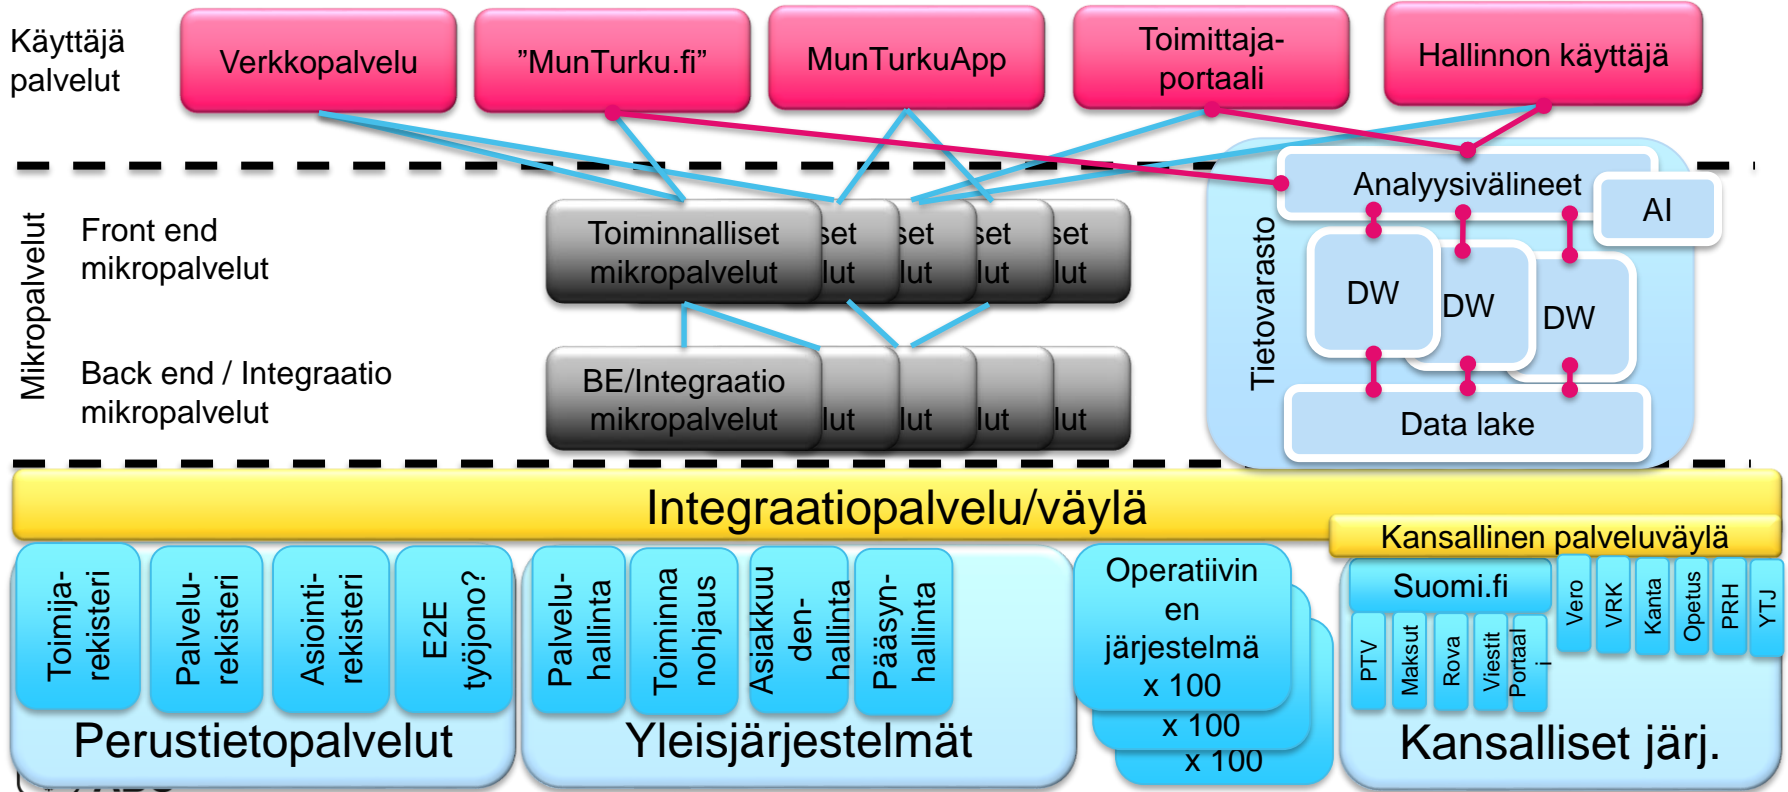 Käyttäjä
palvelut
Verkkopalvelu
”MunTurku.fi”
MunTurkuApp
Toimittaja-
portaali
Hallinnon käyttäjä
Mikropalvelut
Front end
mikropalvelut
Toiminnalliset
mikropalvelut
set
lut
set
lut
set
lut
set
lut
Back end / Integraatio
mikropalvelut
BE/Integraatio
mikropalvelut
lut
lut
lut
lut
Tietovarasto
Analyysivälineet
AI
DW
DW
DW
Data lake
Integraatiopalvelu/väylä
Kansallinen palveluväylä
Toimija-
rekisteri
Palvelu-
rekisteri
Asiointi-
rekisteri
E2E
työjono?
Perustietopalvelut
Palvelu-
hallinta
Toiminna
nohjaus
Asiakkuu
den-
hallinta
Pääsyn-
hallinta
Yleisjärjestelmät
Operatiivin
en
järjestelmä
x 100
x 100
x 100
Suomi.fi
PTV
Maksut
Rova
Viestit
Portaal
i
Vero
VRK
Kanta
Opetus
PRH
YTJ
Kansalliset järj.